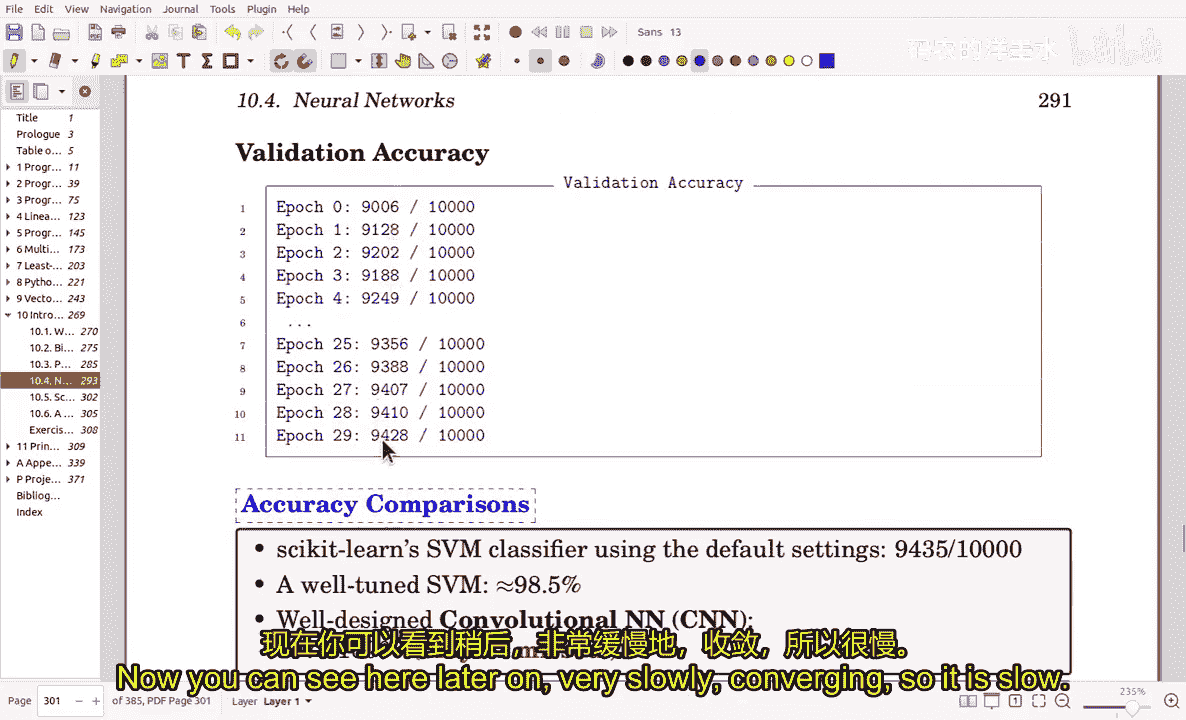 File Edit View Navigation Journal Tools Plugin Help
Sans 13
10.4. Neural Networks 291
Title 1
Prologue 3
Table o... 5
1 Progr... 11
2 Progr... 39
3 Progr... 75
4 Linea... 123
5 Progr... 145
6 Multi... 173
7 Least-... 203
8 Pytho... 221
9 Vecto... 243
10 Intro... 269
10.1. W... 270
10.2. Bi... 275
10.3. P... 285
10.4. N... 293
10.5. Sc... 302
10.6. A ... 305
Exercis... 308
11 Prin... 309
A Appe... 339
P Proje... 371
Bibliog...
Index
Validation Accuracy
Validation Accuracy
1 Epoch 0: 9006 / 10000
2 Epoch 1: 9128 / 10000
3 Epoch 2: 9202 / 10000
4 Epoch 3: 9188 / 10000
5 Epoch 4: 9249 / 10000
6 ...
7 Epoch 25: 9356 / 10000
8 Epoch 26: 9388 / 10000
9 Epoch 27: 9407 / 10000
10 Epoch 28: 9410 / 10000
11 Epoch 29: 9428 / 10000
Accuracy Comparisons
• scikit-learn's SVM classifier using the default settings: 9435/10000
• A well-tuned SVM: ≈98.5%
• Well-designed Convolutional NN (CNN):
现在你可以看到稍后，非常缓慢地，收敛，所以很慢。
Now you can see here later on, very slowly, converging, so it is slow.
Page 301 of 385, PDF Page 301 Layer Layer 1 235%